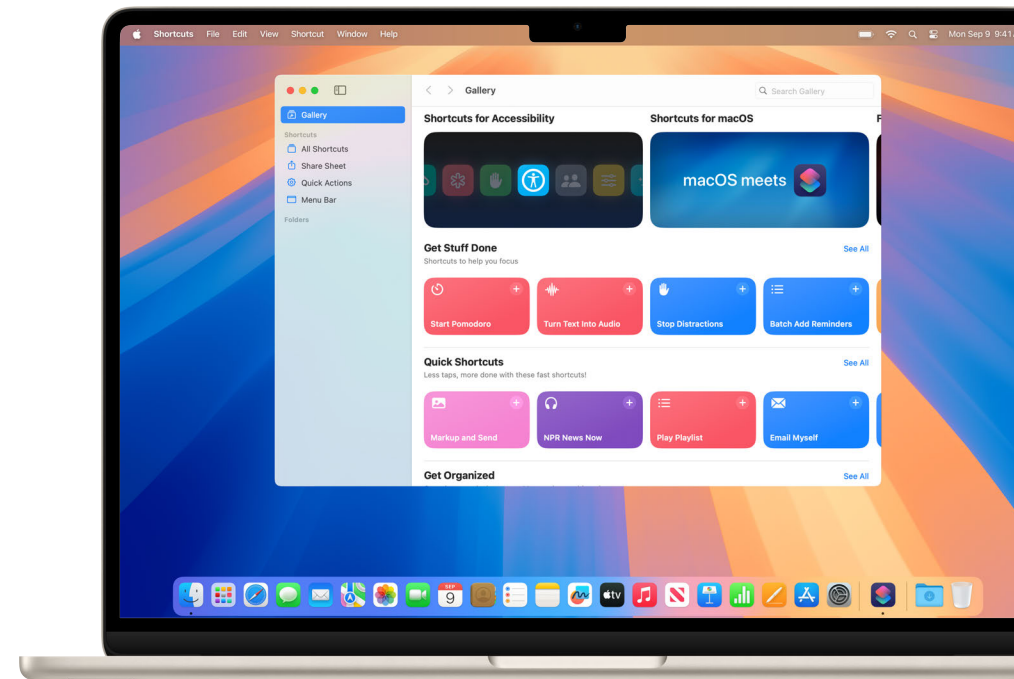 Shortcuts File Edit View Shortcut Window Help
Mon Sep 9 9:41
Gallery
Search Gallery
Gallery
Shortcuts
All Shortcuts
Share Sheet
Quick Actions
Menu Bar
Folders
Shortcuts for Accessibility
Shortcuts for macOS
F
macOS meets
Get Stuff Done
See All
Shortcuts to help you focus
Start Pomodoro
Turn Text Into Audio
Stop Distractions
Batch Add Reminders
Quick Shortcuts
See All
Less taps, more done with these fast shortcuts!
Markup and Send
NPR News Now
Play Playlist
Email Myself
Get Organized
See All
SEP
9
tv